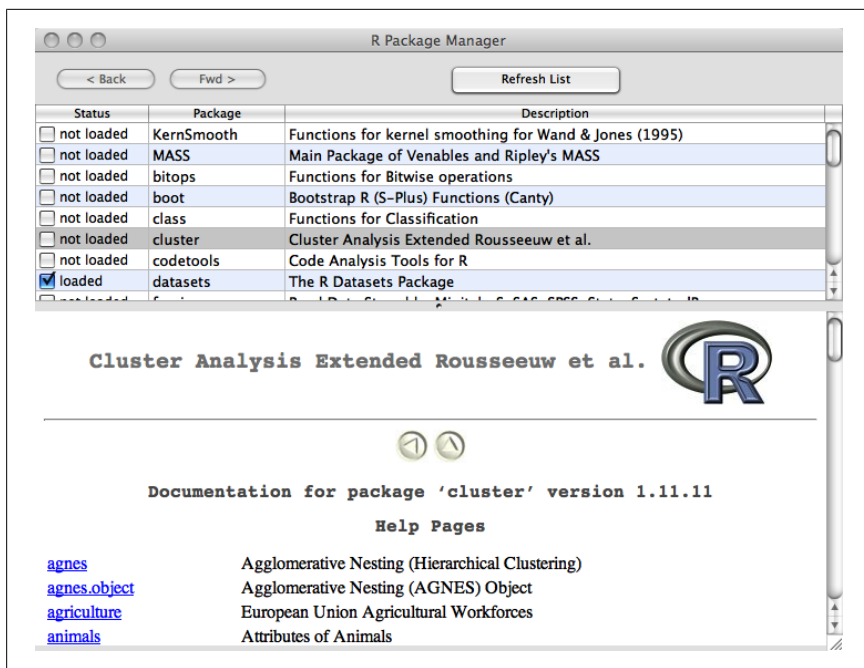 R Package Manager
< Back Fwd > Refresh List
Status Package Description
not loaded KernSmooth Functions for kernel smoothing for Wand & Jones (1995)
not loaded MASS Main Package of Venables and Ripley's MASS
not loaded bitops Functions for Bitwise operations
not loaded boot Bootstrap R (S-Plus) Functions (Canty)
not loaded class Functions for Classification
not loaded cluster Cluster Analysis Extended Rousseeuw et al.
not loaded codetools Code Analysis Tools for R
loaded datasets The R Datasets Package
not loaded
Cluster Analysis Extended Rousseeuw et al. R
Documentation for package ‘cluster’ version 1.11.11
Help Pages
agnes Agglomerative Nesting (Hierarchical Clustering)
agnes.object Agglomerative Nesting (AGNES) Object
agriculture European Union Agricultural Workforces
animals Attributes of Animals